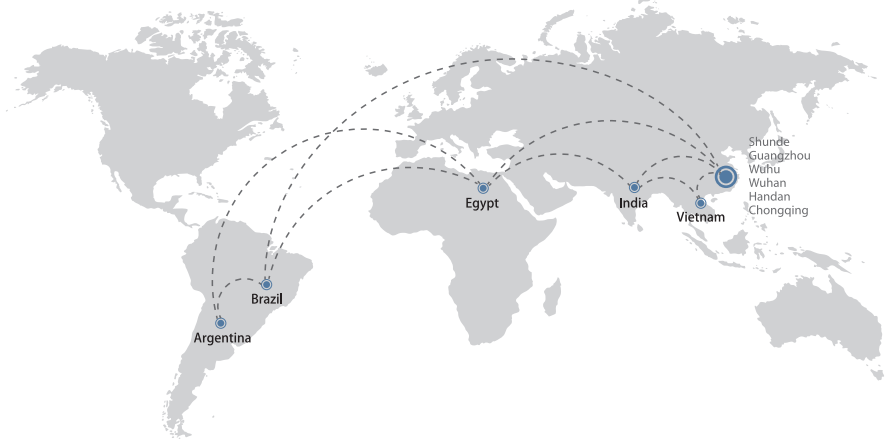 Shunde
Guangzhou
Wuhu
Wuhan
Handan
Chongqing
Egypt
India
Vietnam
Brazil
Argentina